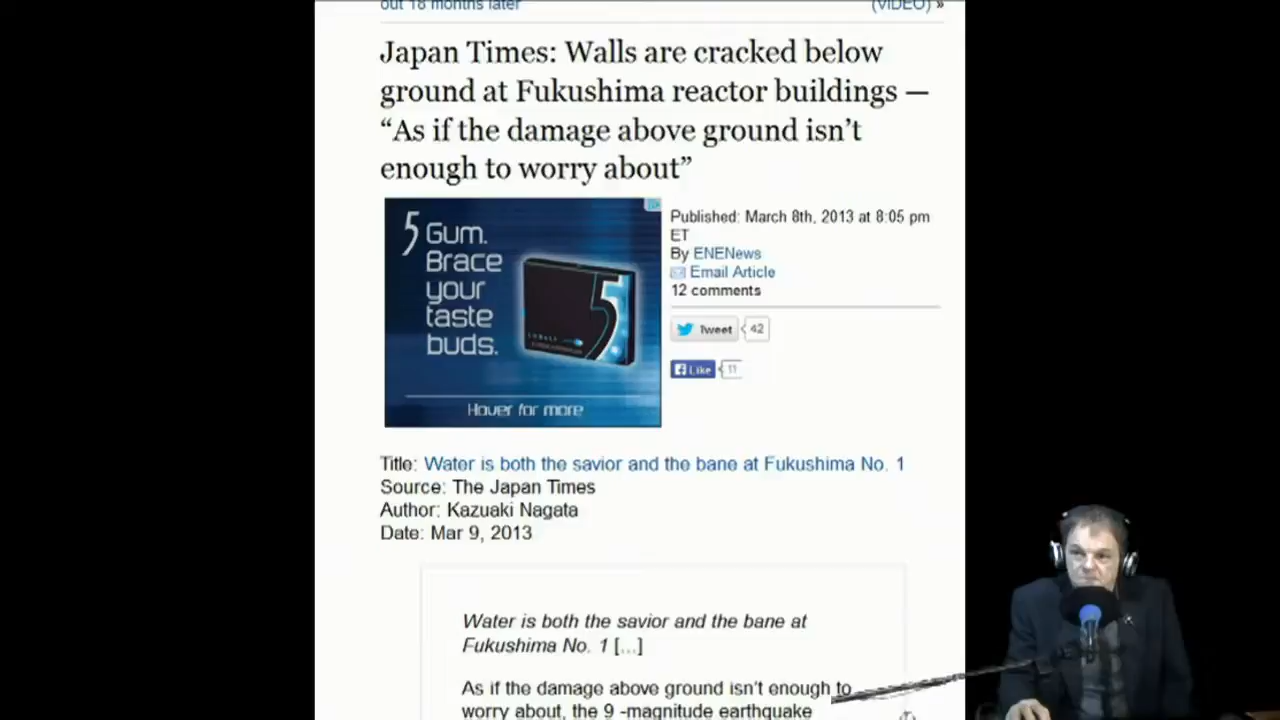 out 18 months later
(VIDEO) »
Japan Times: Walls are cracked below
ground at Fukushima reactor buildings —
“As if the damage above ground isn’t
enough to worry about”
5 Gum.
Brace
your
taste
buds.
5
Hover for more
Published: March 8th, 2013 at 8:05 pm
ET
By ENENews
Email Article
12 comments
Tweet 42
Like 11
Title: Water is both the savior and the bane at Fukushima No. 1
Source: The Japan Times
Author: Kazuaki Nagata
Date: Mar 9, 2013
Water is both the savior and the bane at
Fukushima No. 1 [...]
As if the damage above ground isn’t enough to
worry about, the 9 -magnitude earthquake